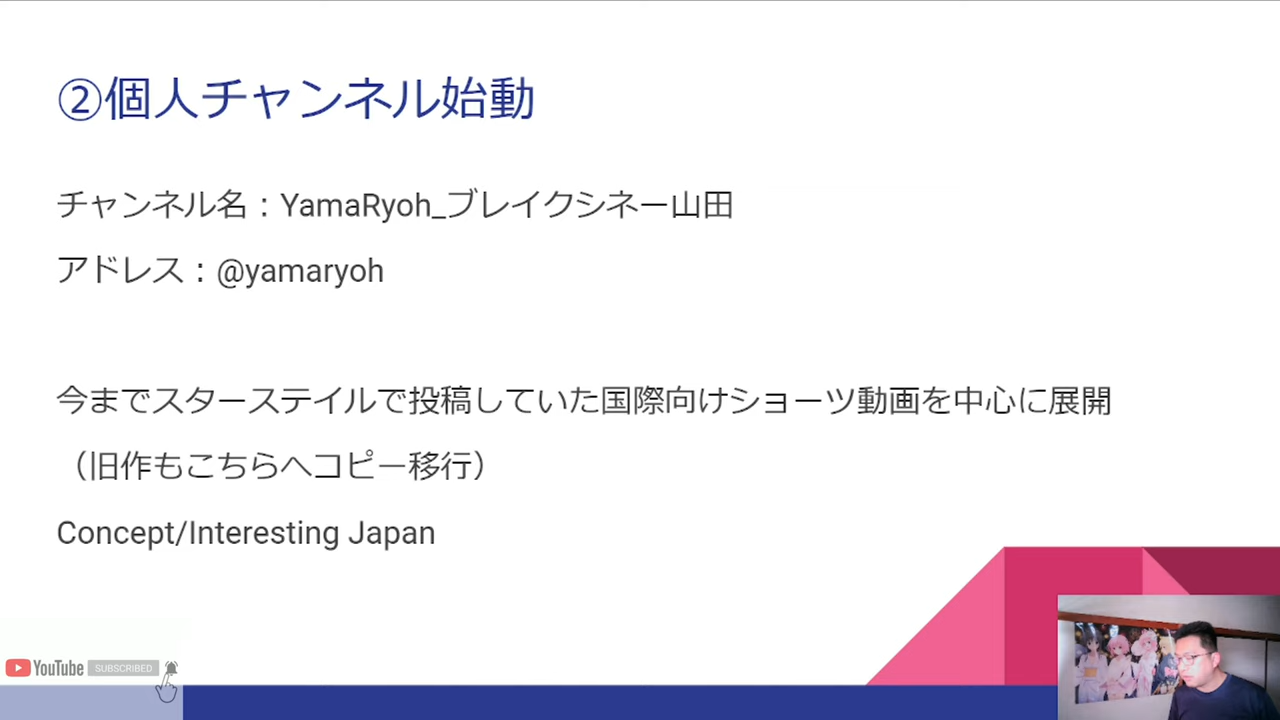 ②個人チャンネル始動
チャンネル名：YamaRyoh_ブレイクシネー山田
アドレス：@yamaryoh
今までスターステイルで投稿していた国際向けショーツ動画を中心に展開
（旧作もこちらへコピー移行）
Concept/Interesting Japan
YouTube SUBSCRIBED